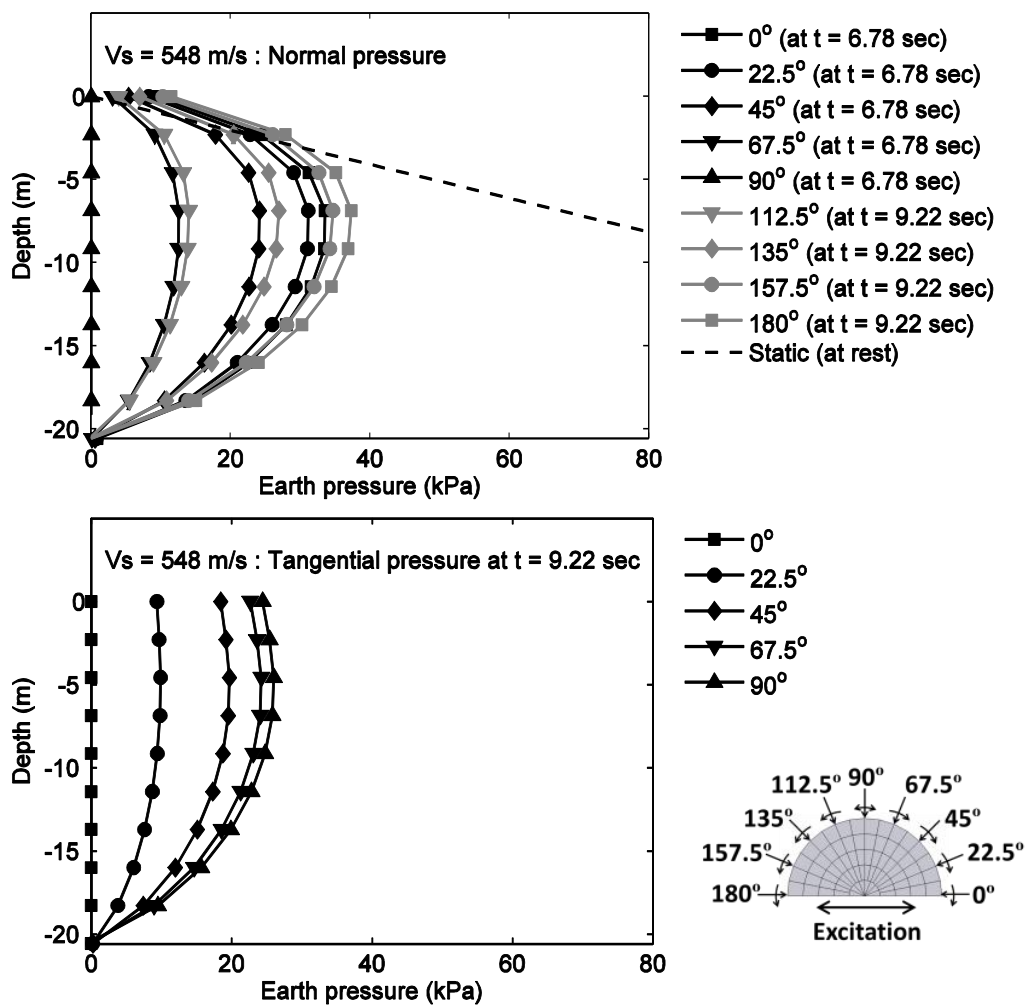 Vs = 548 m/s : Normal pressure
0
-5
-10
-15
-20
Depth (m)
0 20 40 60 80
Earth pressure (kPa)
0° (at t = 6.78 sec)
22.5° (at t = 6.78 sec)
45° (at t = 6.78 sec)
67.5° (at t = 6.78 sec)
90° (at t = 6.78 sec)
112.5° (at t = 9.22 sec)
135° (at t = 9.22 sec)
157.5° (at t = 9.22 sec)
180° (at t = 9.22 sec)
Static (at rest)
Vs = 548 m/s : Tangential pressure at t = 9.22 sec
0
-5
-10
-15
-20
Depth (m)
0 20 40 60 80
Earth pressure (kPa)
0°
22.5°
45°
67.5°
90°
90°
112.5° 67.5°
135° 45°
157.5° 22.5°
180° 0°
Excitation